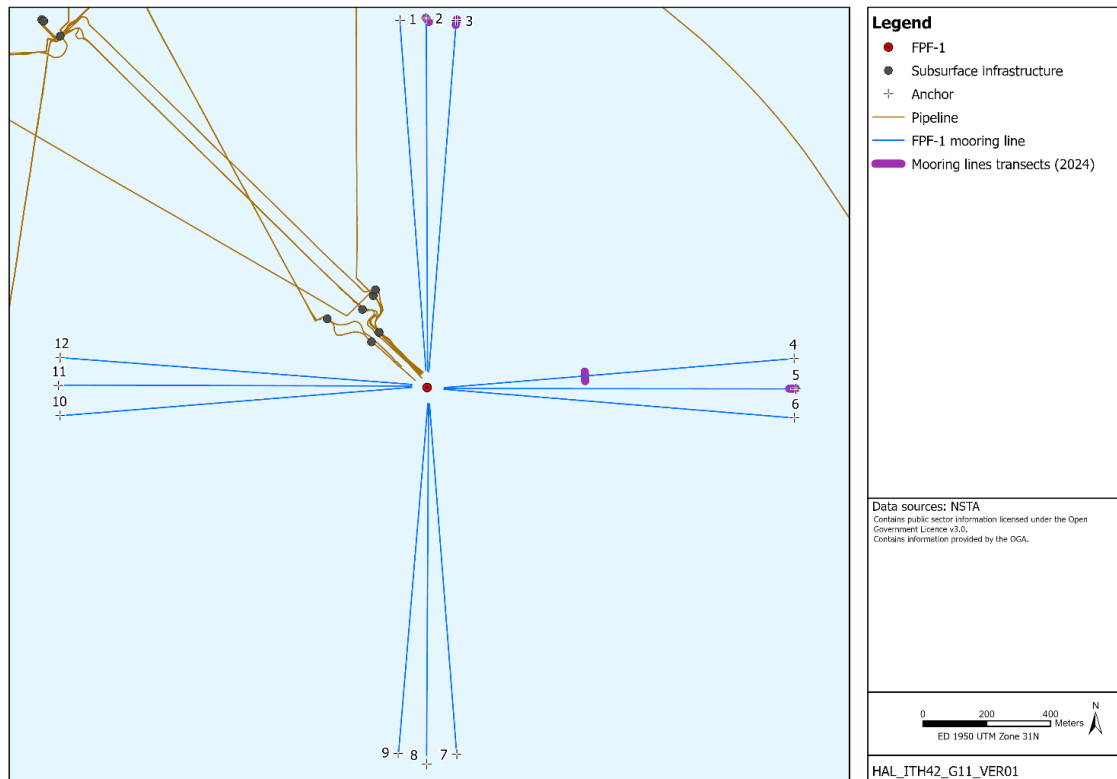 1 2 3
12
11
10
4
5
6
9 8 7
Legend
FPF-1
Subsurface infrastructure
Anchor
Pipeline
FPF-1 mooring line
Mooring lines transects (2024)
Data sources: NSTA
Contains public sector information licensed under the Open
Government Licence v3.0.
Contains information provided by the OGA.
0 200 400
Meters
N
ED 1950 UTM Zone 31N
HAL_ITH42_G11_VER01